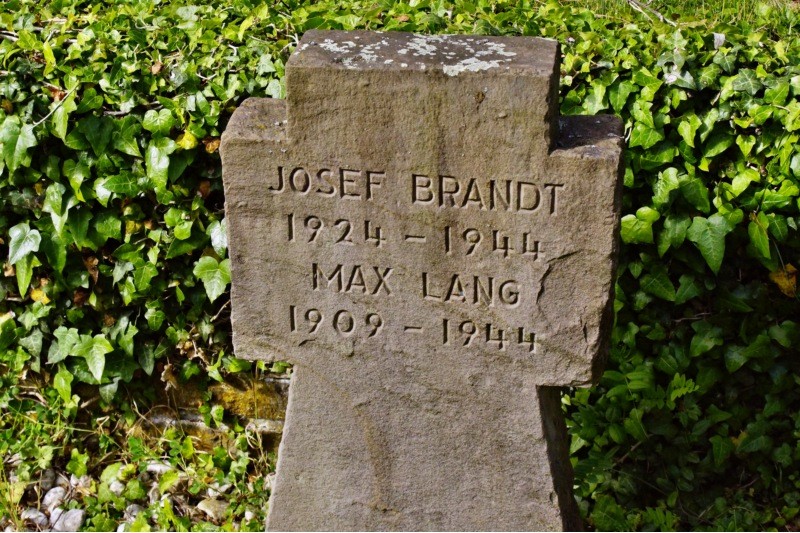 JOSEF BRANDT
1924 - 1944
MAX LANG
1909 - 1944